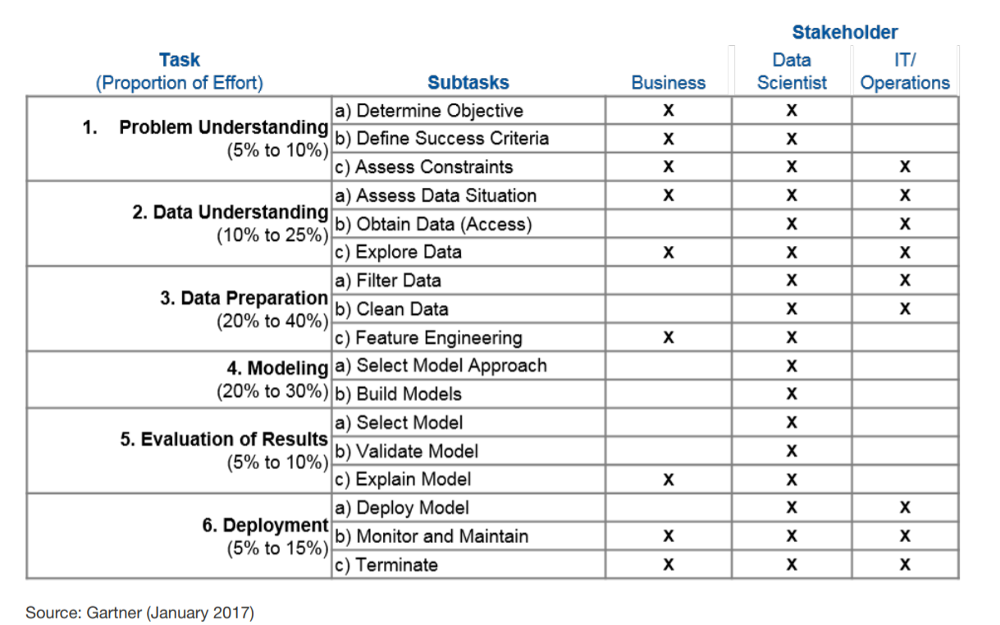 Stakeholder
Task
(Proportion of Effort)
Subtasks
Business
Data
Scientist
IT/
Operations
1. Problem Understanding
(5% to 10%)
a) Determine Objective X X
b) Define Success Criteria X X
c) Assess Constraints X X X
2. Data Understanding
(10% to 25%)
a) Assess Data Situation X X X
b) Obtain Data (Access) X X
c) Explore Data X X X
3. Data Preparation
(20% to 40%)
a) Filter Data X X
b) Clean Data X X
c) Feature Engineering X X
4. Modeling
(20% to 30%)
a) Select Model Approach X
b) Build Models X
5. Evaluation of Results
(5% to 10%)
a) Select Model X
b) Validate Model X
c) Explain Model X X
6. Deployment
(5% to 15%)
a) Deploy Model X X
b) Monitor and Maintain X X X
c) Terminate X X X
Source: Gartner (January 2017)